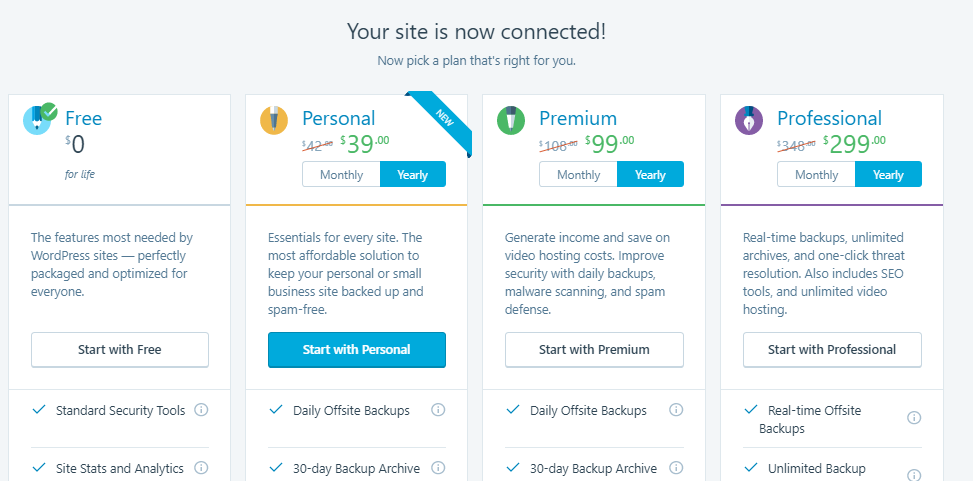 Your site is now connected!
Now pick a plan that's right for you.
Free
$0
for life
The features most needed by
WordPress sites — perfectly
packaged and optimized for
everyone.
Start with Free
Standard Security Tools
Site Stats and Analytics
NEW
Personal
$42.00 $39.00
Monthly Yearly
Essentials for every site. The
most affordable solution to
keep your personal or small
business site backed up and
spam-free.
Start with Personal
Daily Offsite Backups
30-day Backup Archive
Premium
$108.00 $99.00
Monthly Yearly
Generate income and save on
video hosting costs. Improve
security with daily backups,
malware scanning, and spam
defense.
Start with Premium
Daily Offsite Backups
30-day Backup Archive
Professional
$348.00 $299.00
Monthly Yearly
Real-time backups, unlimited
archives, and one-click threat
resolution. Also includes SEO
tools, and unlimited video
hosting.
Start with Professional
Real-time Offsite
Backups
Unlimited Backup